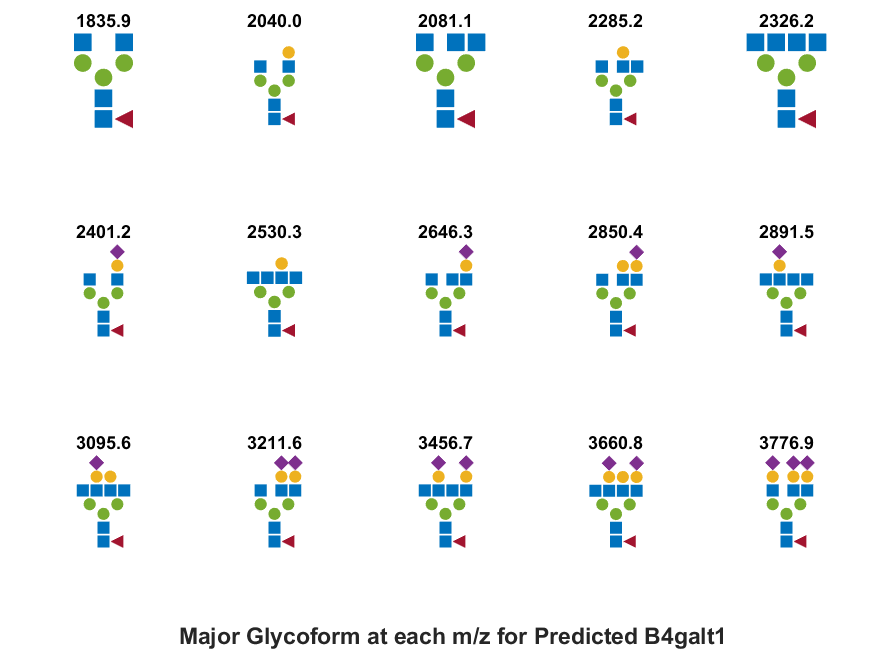 1835.9 2040.0 2081.1 2285.2 2326.2
2401.2 2530.3 2646.3 2850.4 2891.5
3095.6 3211.6 3456.7 3660.8 3776.9
Major Glycoform at each m/z for Predicted B4galt1